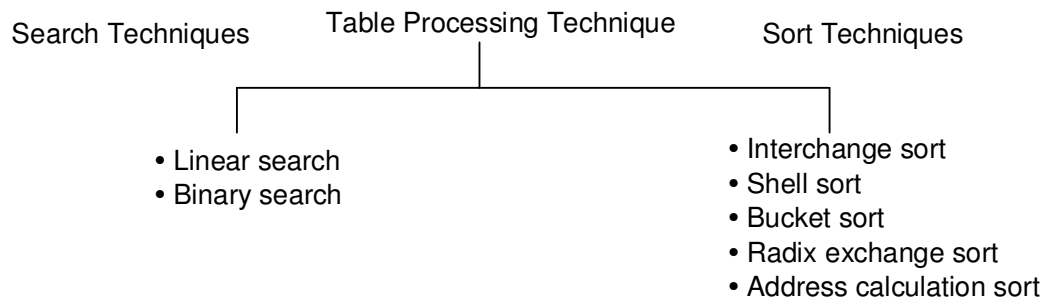 Search Techniques
Table Processing Technique
Sort Techniques
• Linear search
• Binary search
• Interchange sort
• Shell sort
• Bucket sort
• Radix exchange sort
• Address calculation sort